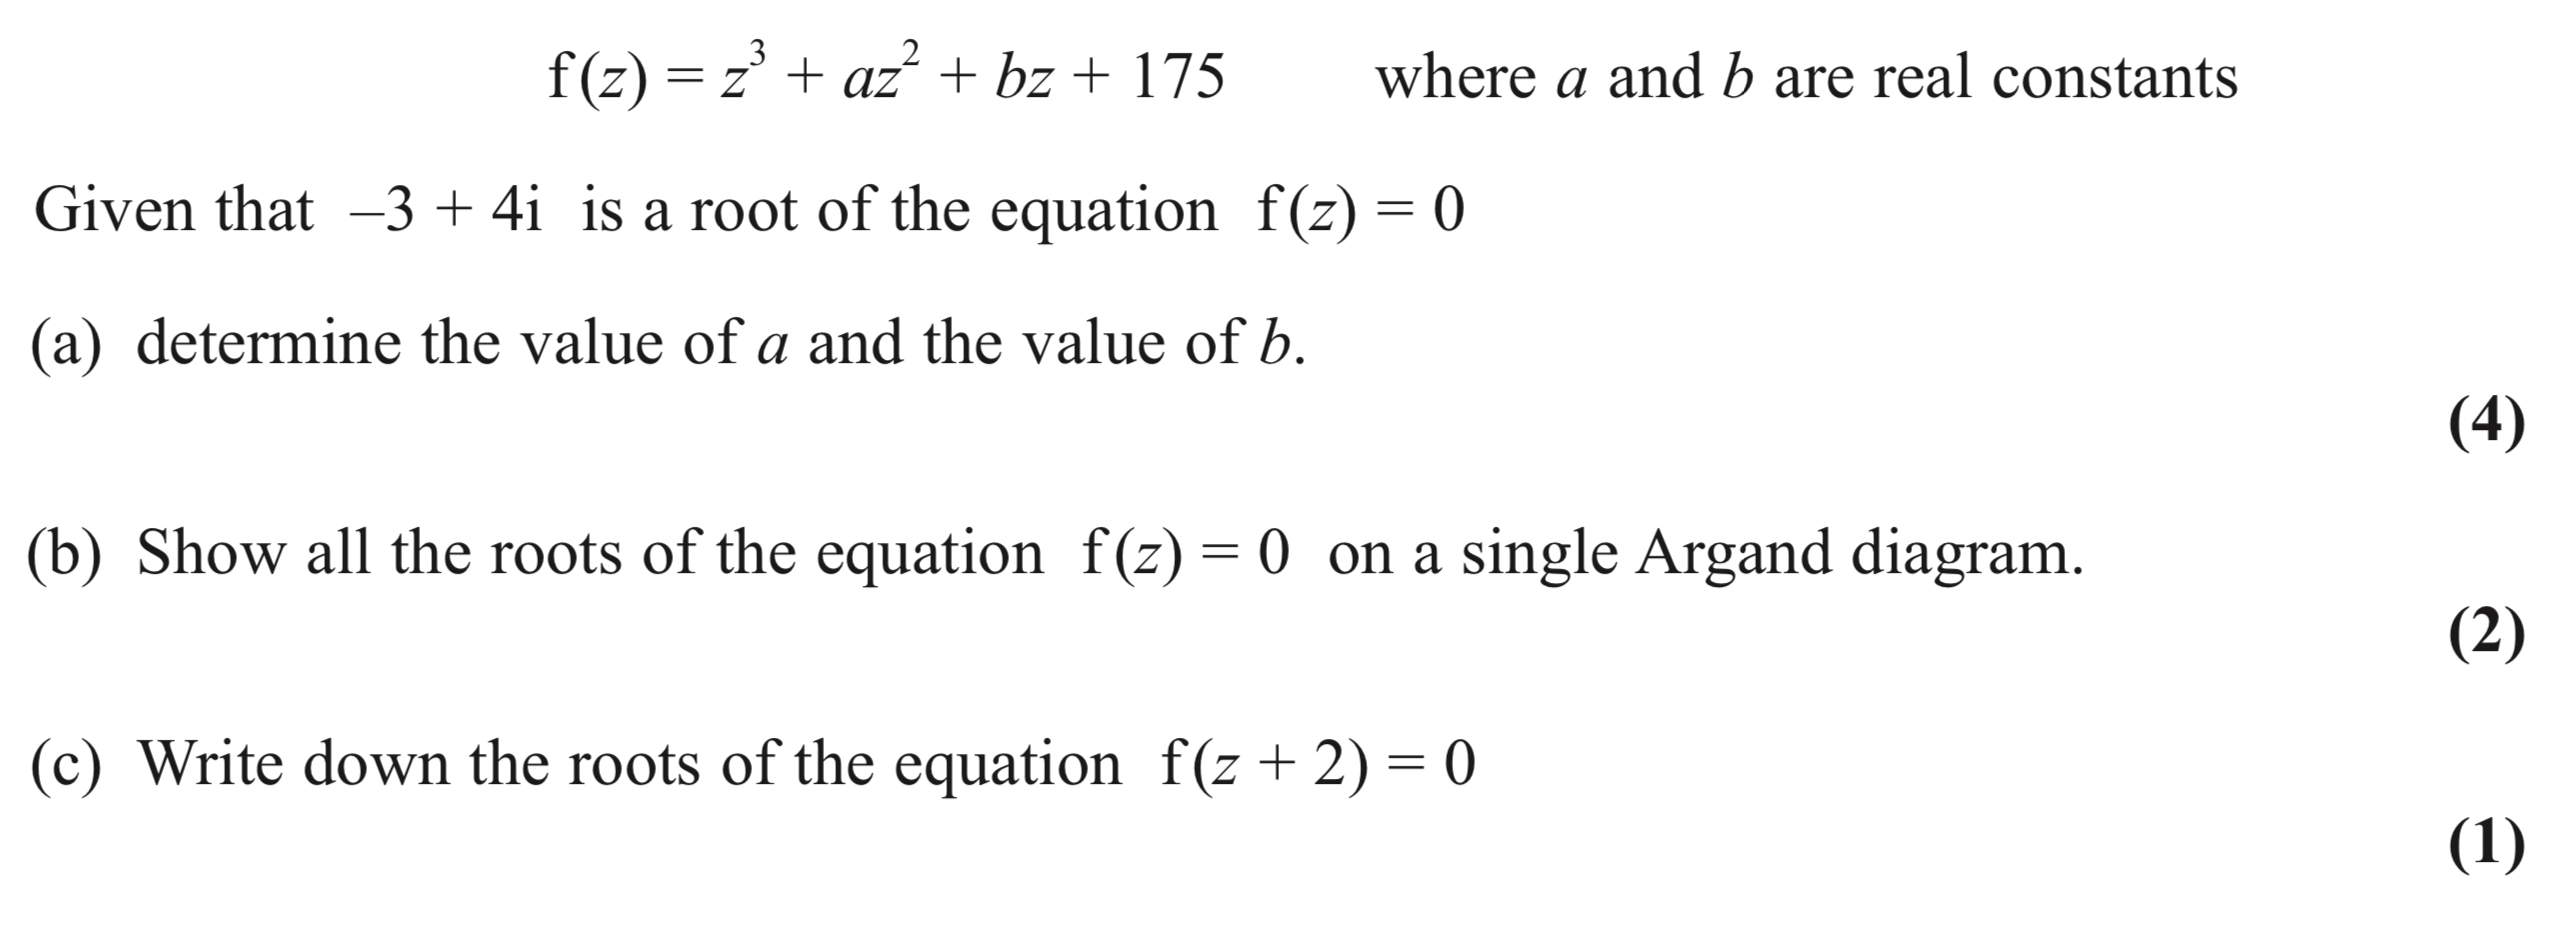 f(z) = z³ + az² + bz + 175 where a and b are real constants
Given that –3 + 4i is a root of the equation f(z) = 0
(a) determine the value of a and the value of b.
(4)
(b) Show all the roots of the equation f(z) = 0 on a single Argand diagram.
(2)
(c) Write down the roots of the equation f(z + 2) = 0
(1)